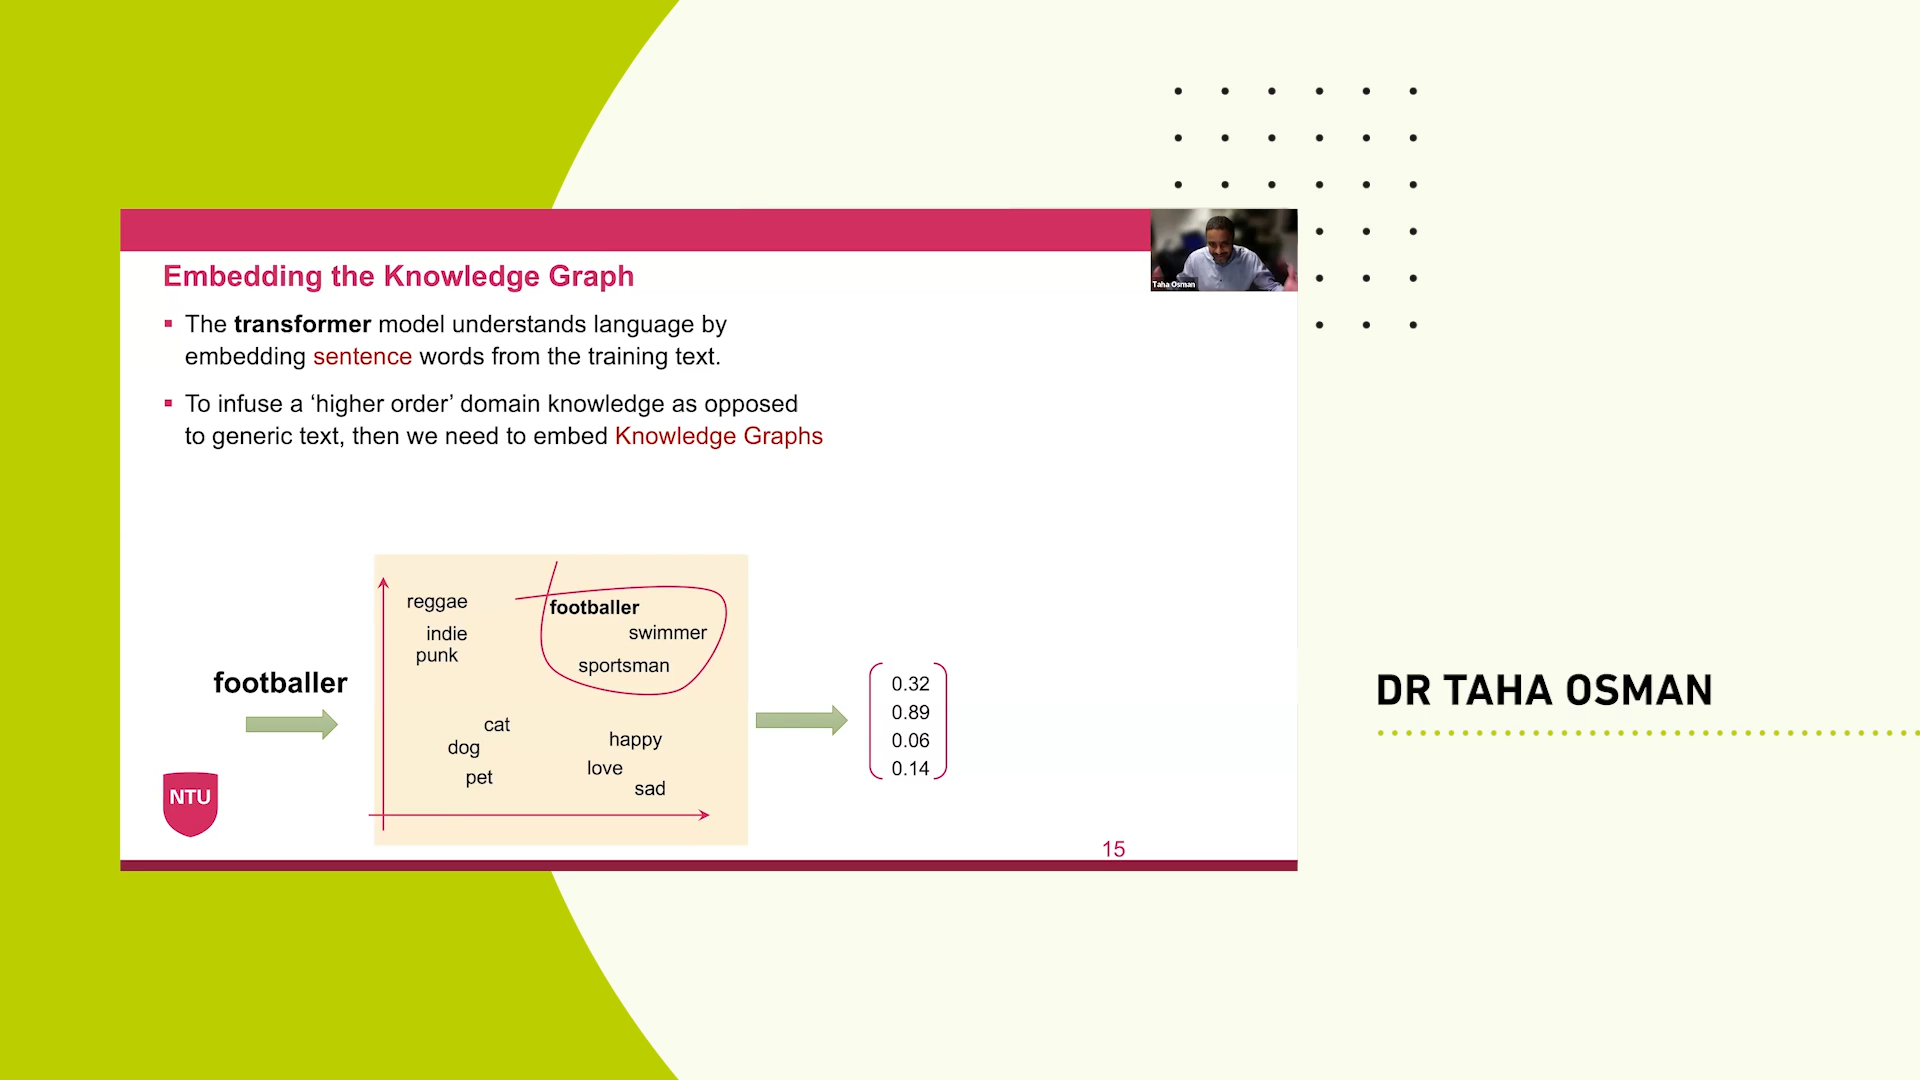 Taha Osman
Embedding the Knowledge Graph
The transformer model understands language by
embedding sentence words from the training text.
To infuse a ‘higher order’ domain knowledge as opposed
to generic text, then we need to embed Knowledge Graphs
footballer
reggae
indie
punk
footballer
swimmer
sportsman
cat
dog
pet
happy
love
sad
0.32
0.89
0.06
0.14
NTU
15
DR TAHA OSMAN